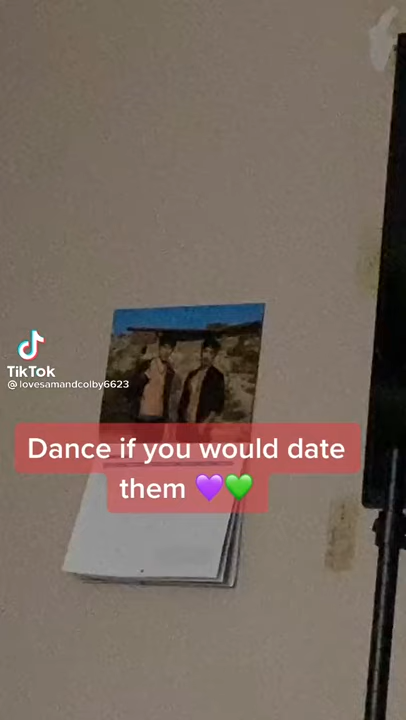 TikTok
@lovesamandcolby6623
Dance if you would date
them 💜💚